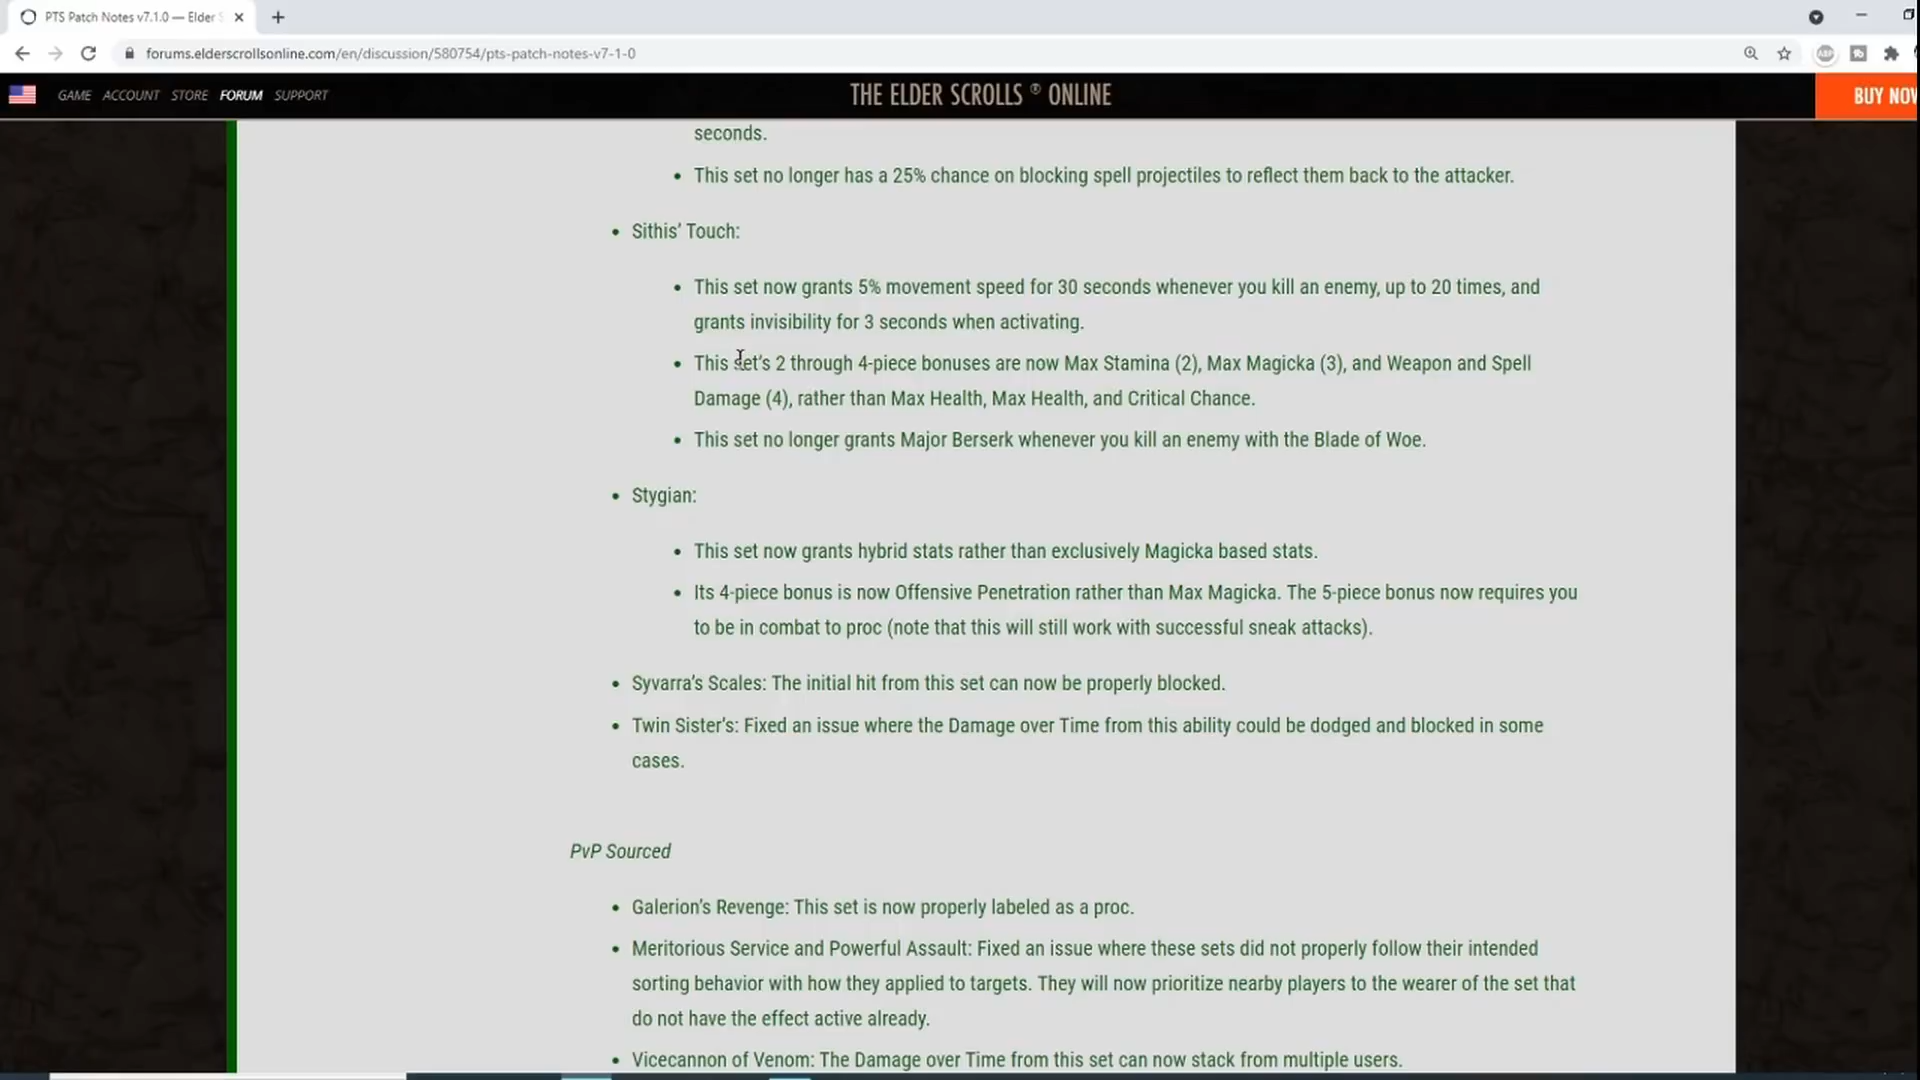 PTS Patch Notes v7.1.0 — Elder S
forums.elderscrollsonline.com/en/discussion/580754/pts-patch-notes-v7-1-0
ABP
GAME ACCOUNT STORE FORUM SUPPORT
THE ELDER SCROLLS ® ONLINE
BUY NOW
seconds.
• This set no longer has a 25% chance on blocking spell projectiles to reflect them back to the attacker.
• Sithis’ Touch:
• This set now grants 5% movement speed for 30 seconds whenever you kill an enemy, up to 20 times, and
grants invisibility for 3 seconds when activating.
• This set’s 2 through 4-piece bonuses are now Max Stamina (2), Max Magicka (3), and Weapon and Spell
Damage (4), rather than Max Health, Max Health, and Critical Chance.
• This set no longer grants Major Berserk whenever you kill an enemy with the Blade of Woe.
• Stygian:
• This set now grants hybrid stats rather than exclusively Magicka based stats.
• Its 4-piece bonus is now Offensive Penetration rather than Max Magicka. The 5-piece bonus now requires you
to be in combat to proc (note that this will still work with successful sneak attacks).
• Syvarra’s Scales: The initial hit from this set can now be properly blocked.
• Twin Sister’s: Fixed an issue where the Damage over Time from this ability could be dodged and blocked in some
cases.
PvP Sourced
• Galerion’s Revenge: This set is now properly labeled as a proc.
• Meritorious Service and Powerful Assault: Fixed an issue where these sets did not properly follow their intended
sorting behavior with how they applied to targets. They will now prioritize nearby players to the wearer of the set that
do not have the effect active already.
• Vicecannon of Venom: The Damage over Time from this set can now stack from multiple users.